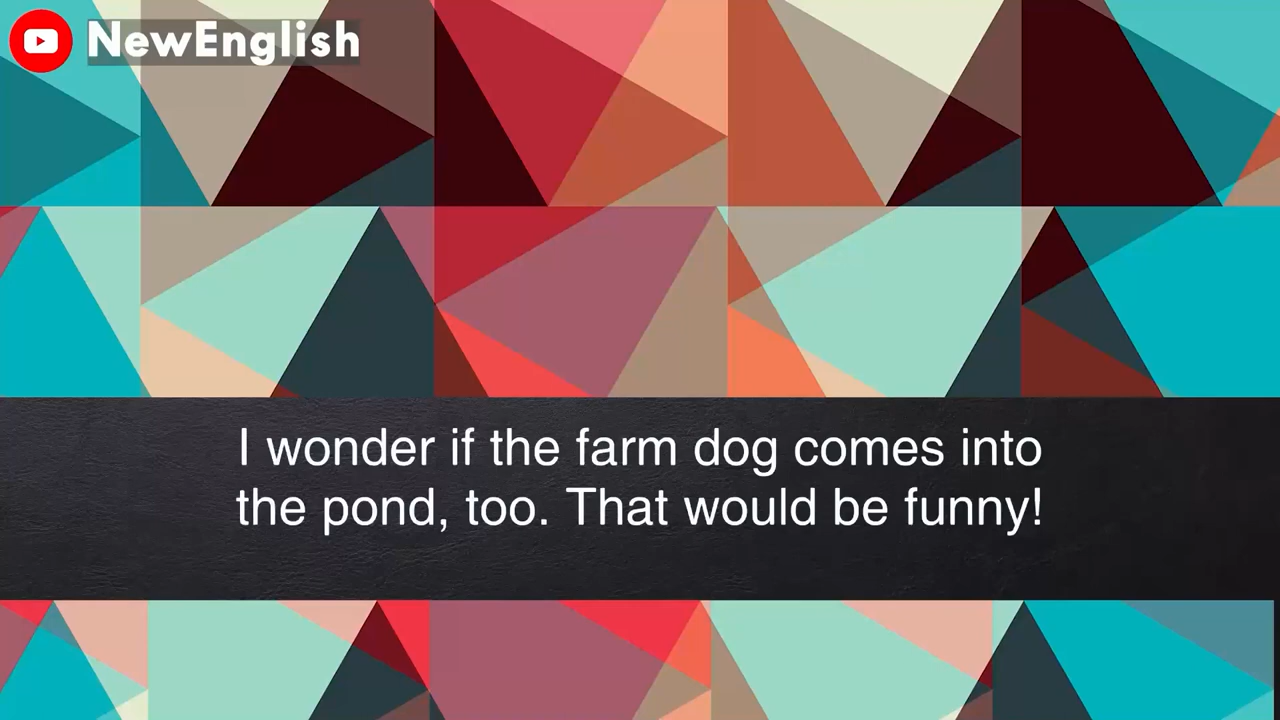 NewEnglish
I wonder if the farm dog comes into
the pond, too. That would be funny!